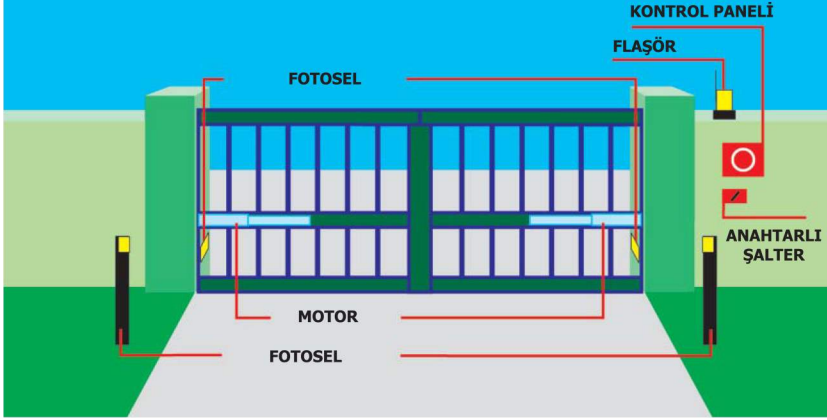 KONTROL PANELİ
FLAŞÖR
FOTOSEL
ANAHTARLI
ŞALTER
MOTOR
FOTOSEL